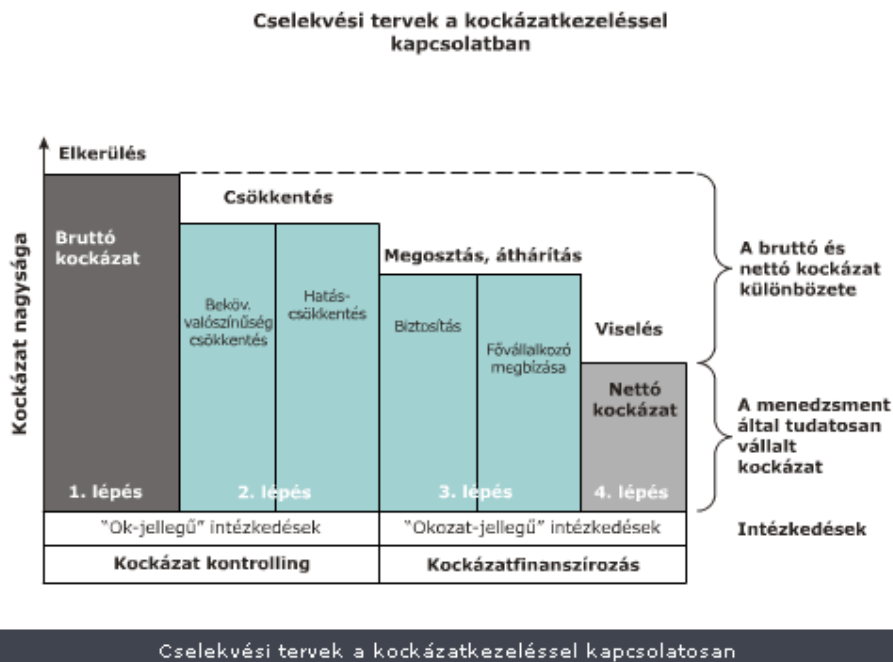 Cselekvési tervek a kockázatkezeléssel
kapcsolatban
Kockázat nagysága
Elkerülés
Bruttó
kockázat
1. lépés
Csökkentés
Beköv.
valószínűség
csökkentés
Hatás-
csökkentés
2. lépés
Megosztás, áthárítás
Biztosítás
Fővállalkozó
megbízása
3. lépés
Viselés
Nettó
kockázat
4. lépés
A bruttó és
nettó kockázat
különbözete
A menedzsment
által tudatosan
vállalt
kockázat
"Ok-jellegű" intézkedések
"Okozat-jellegű" intézkedések
Intézkedések
Kockázat kontrolling
Kockázatfinanszírozás
Cselekvési tervek a kockázatkezeléssel kapcsolatosan